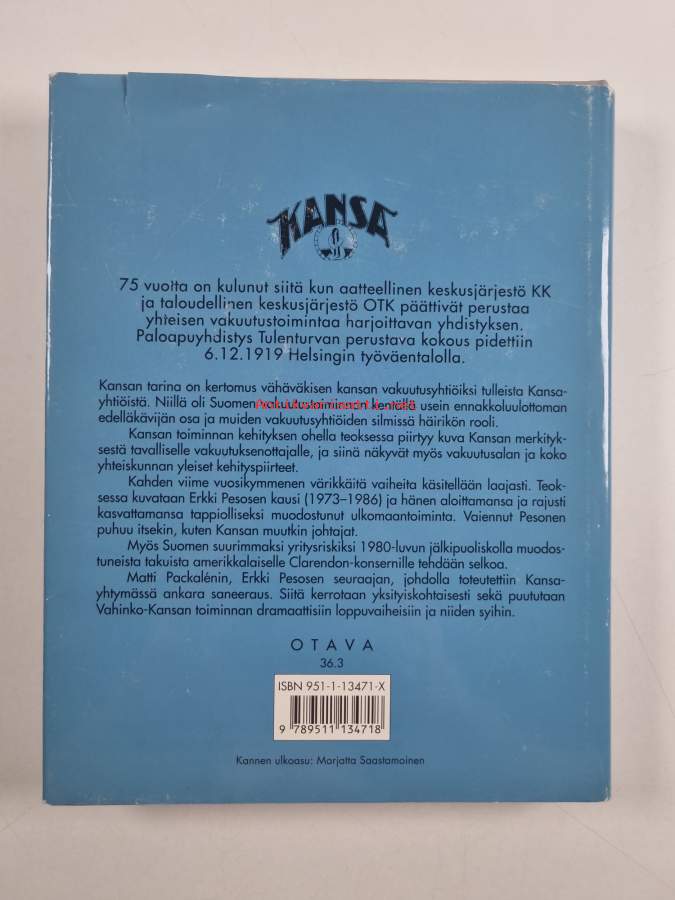 KANSA
75 vuotta on kulunut siitä kun aatteellinen keskusjärjestö KK
ja taloudellinen keskusjärjestö OTK päättivät perustaa
yhteisen vakuutustoimintaa harjoittavan yhdistyksen.
Paloapuyhdistys Tulenturvan perustava kokous pidettiin
6.12.1919 Helsingin työväentalolla.
Kansan tarina on kertomus vähäväkisen kansan vakuutusyhtiöiksi tulleista Kansa-
yhtiöistä. Niillä oli Suomen vakuutustoiminnan kentällä usein ennakkoluulottoman
edelläkävijän osa ja muiden vakuutusyhtiöiden silmissä häirikön rooli.
Kansan toiminnan kehityksen ohella teoksessa piirtyy kuva Kansan merkityk-
sestä tavalliselle vakuutuksenottajalle, ja siinä näkyvät myös vakuutusalan ja koko
yhteiskunnan yleiset kehityspiirteet.
Kahden viime vuosikymmenen värikkäitä vaiheita käsitellään laajasti. Teok-
sessa kuvataan Erkki Pesosen kausi (1973–1986) ja hänen aloittamansa ja rajusti
kasvattamansa tappiolliseksi muodostunut ulkomaantoiminta. Vaiennut Pesonen
puhuu itsekin, kuten Kansan muutkin johtajat.
Myös Suomen suurimmaksi yritysriskiksi 1980-luvun jälkipuoliskolla muodos-
tuneista takuista amerikkalaiselle Clarendon-konsernille tehdään selkoa.
Matti Packalénin, Erkki Pesosen seuraajan, johdolla toteutettiin Kansa-
yhtymässä ankara saneeraus. Siitä kerrotaan yksityiskohtaisesti sekä puututaan
Vahinko-Kansan toiminnan dramaattisiin loppuvaiheisiin ja niiden syihin.
OTAVA
36.3
ISBN 951-1-13471-X
9 789511 134718
Kannen ulkoasu: Marjatta Saastamoinen